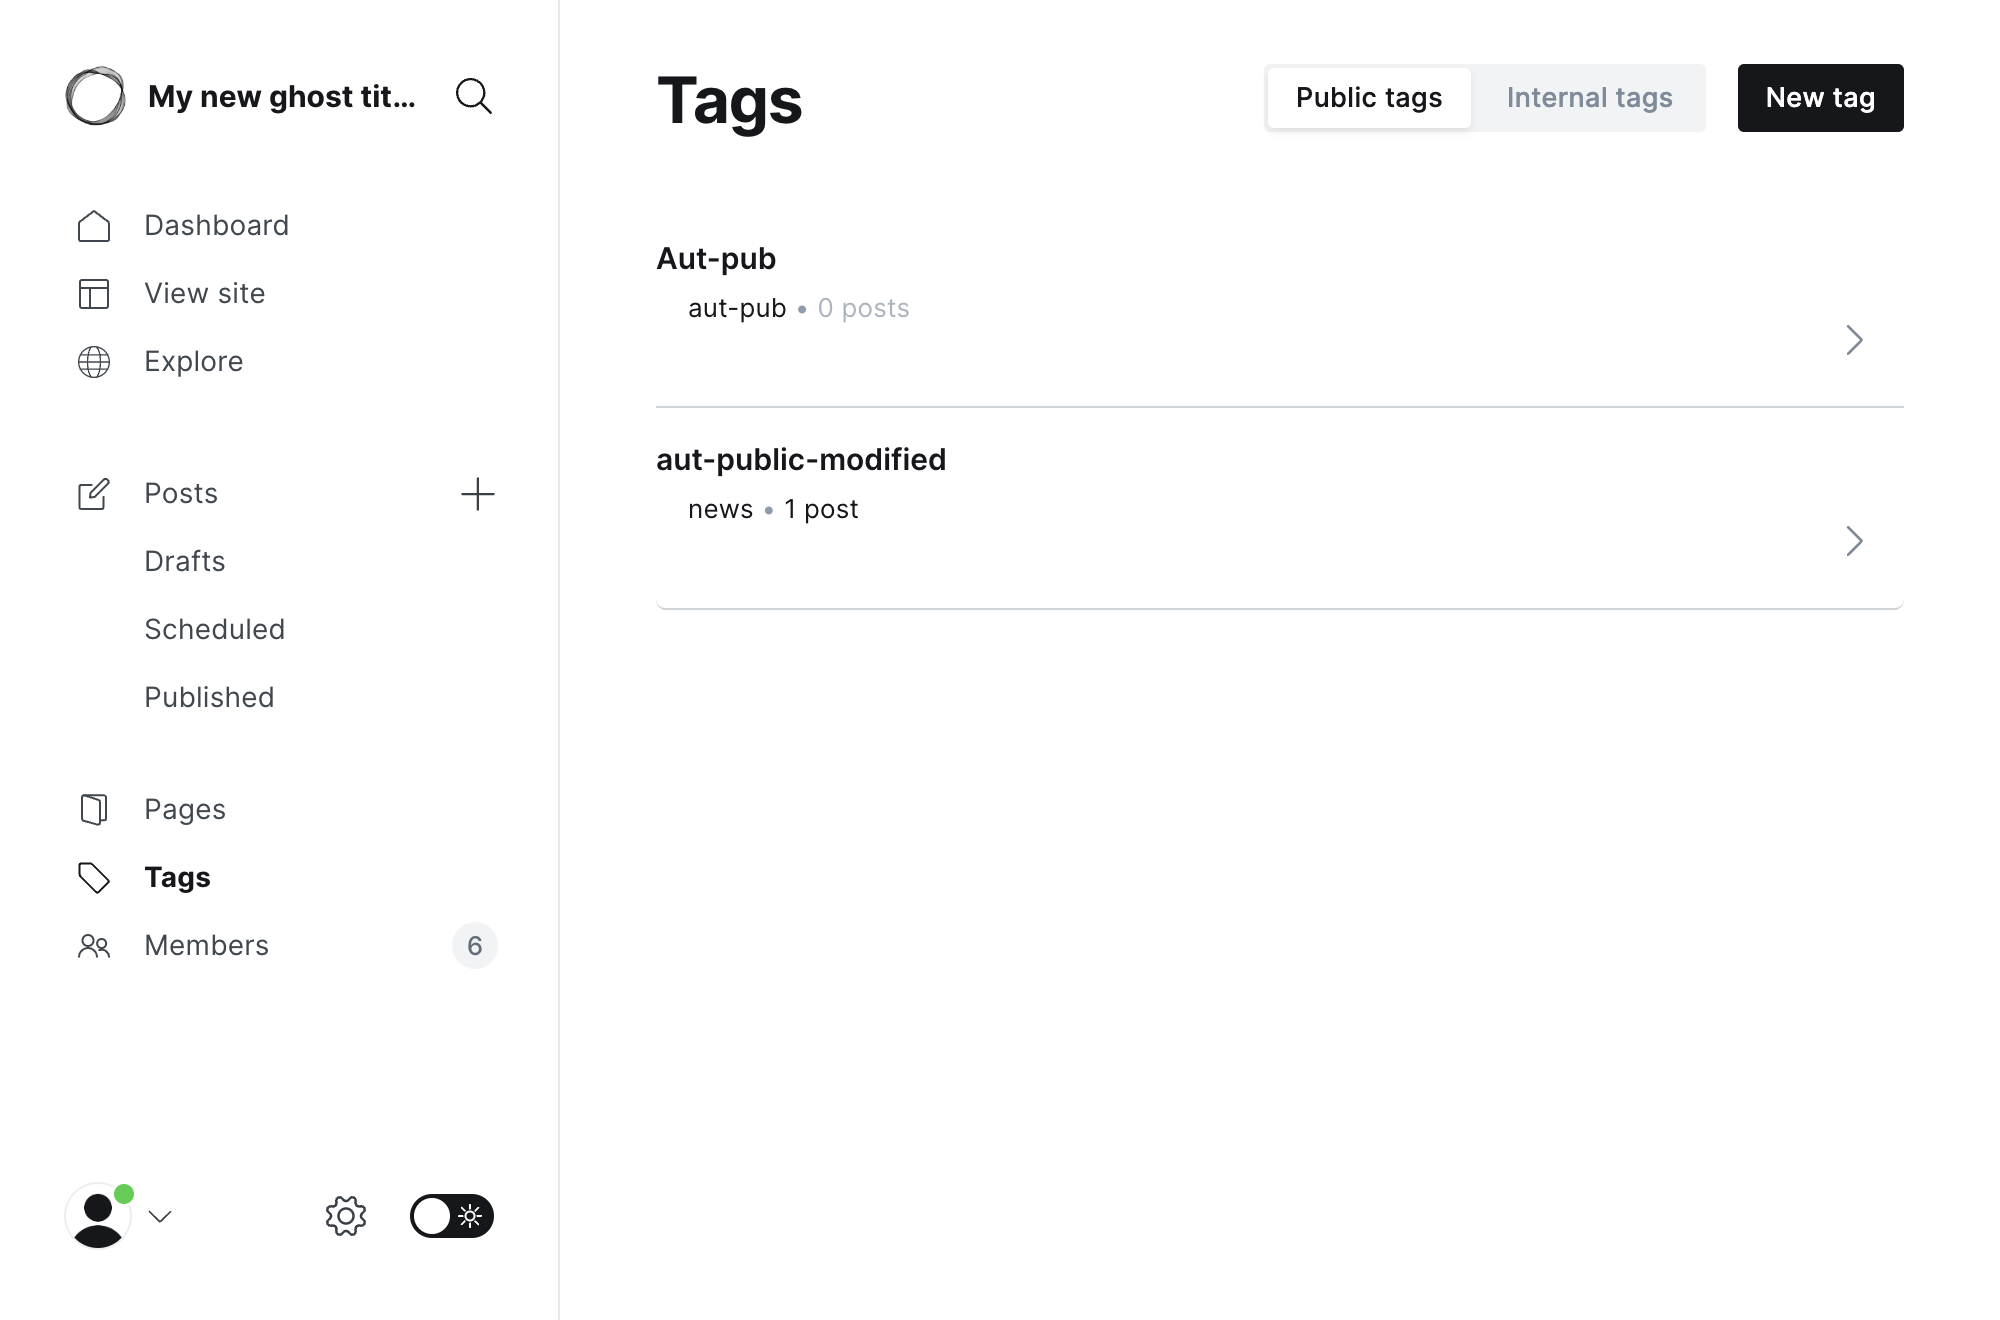 My new ghost tit...
Dashboard
View site
Explore
Posts
Drafts
Scheduled
Published
Pages
Tags
Members
6
Tags
Public tags
Internal tags
New tag
Aut-pub
aut-pub • 0 posts
aut-public-modified
news • 1 post